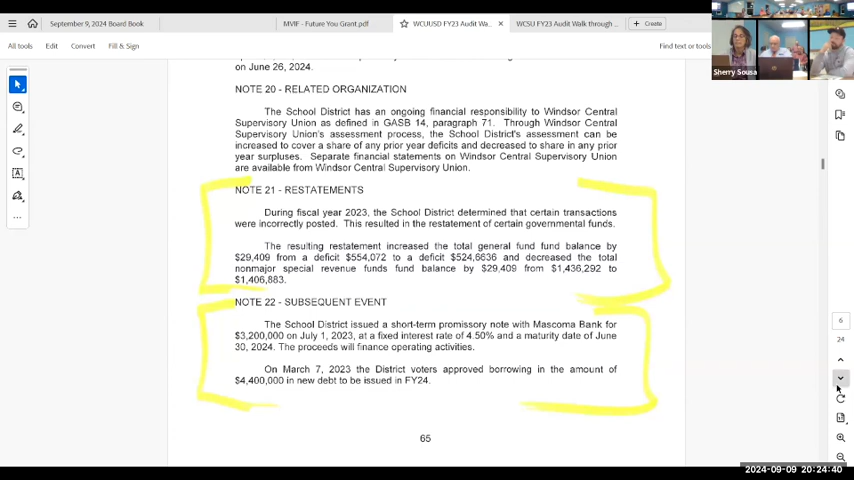 September 9, 2024 Board Book
MVIF - Future You Grant.pdf
WCUUSD FY23 Audit Wa...
WCSU FY23 Audit Walk through ...
Create
All tools
Edit
Convert
Fill & Sign
Find text or tools
Sherry Sousa
on June 26, 2024.
NOTE 20 - RELATED ORGANIZATION
The School District has an ongoing financial responsibility to Windsor Central
Supervisory Union as defined in GASB 14, paragraph 71. Through Windsor Central
Supervisory Union's assessment process, the School District's assessment can be
increased to cover a share of any prior year deficits and decreased to share in any prior
year surpluses. Separate financial statements on Windsor Central Supervisory Union
are available from Windsor Central Supervisory Union.
NOTE 21 - RESTATEMENTS
During fiscal year 2023, the School District determined that certain transactions
were incorrectly posted. This resulted in the restatement of certain governmental funds.
The resulting restatement increased the total general fund fund balance by
$29,409 from a deficit $554,072 to a deficit $524,6636 and decreased the total
nonmajor special revenue funds fund balance by $29,409 from $1,436,292 to
$1,406,883.
NOTE 22 - SUBSEQUENT EVENT
The School District issued a short-term promissory note with Mascoma Bank for
$3,200,000 on July 1, 2023, at a fixed interest rate of 4.50% and a maturity date of June
30, 2024. The proceeds will finance operating activities.
On March 7, 2023 the District voters approved borrowing in the amount of
$4,400,000 in new debt to be issued in FY24.
65
6
24
2024-09-09 20:24:40